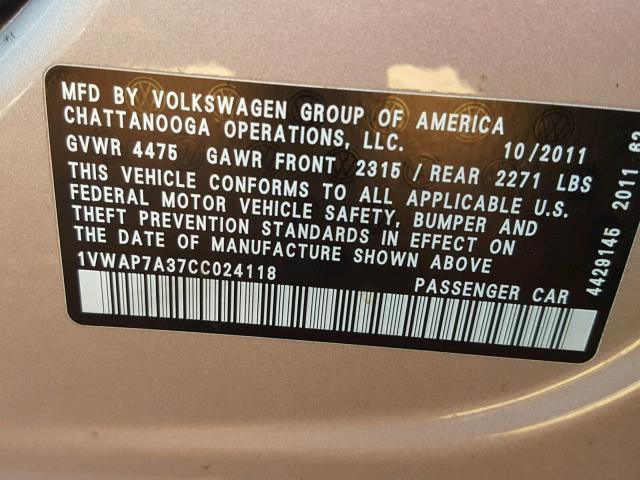 MFD BY VOLKSWAGEN GROUP OF AMERICA
CHATTANOOGA OPERATIONS, LLC. 10/2011
GVWR 4475 GAWR FRONT 2315 / REAR 2271 LBS
THIS VEHICLE CONFORMS TO ALL APPLICABLE U.S.
FEDERAL MOTOR VEHICLE SAFETY, BUMPER AND
THEFT PREVENTION STANDARDS IN EFFECT ON
THE DATE OF MANUFACTURE SHOWN ABOVE
1VWAP7A37CC024118 PASSENGER CAR
4429145 2011 82